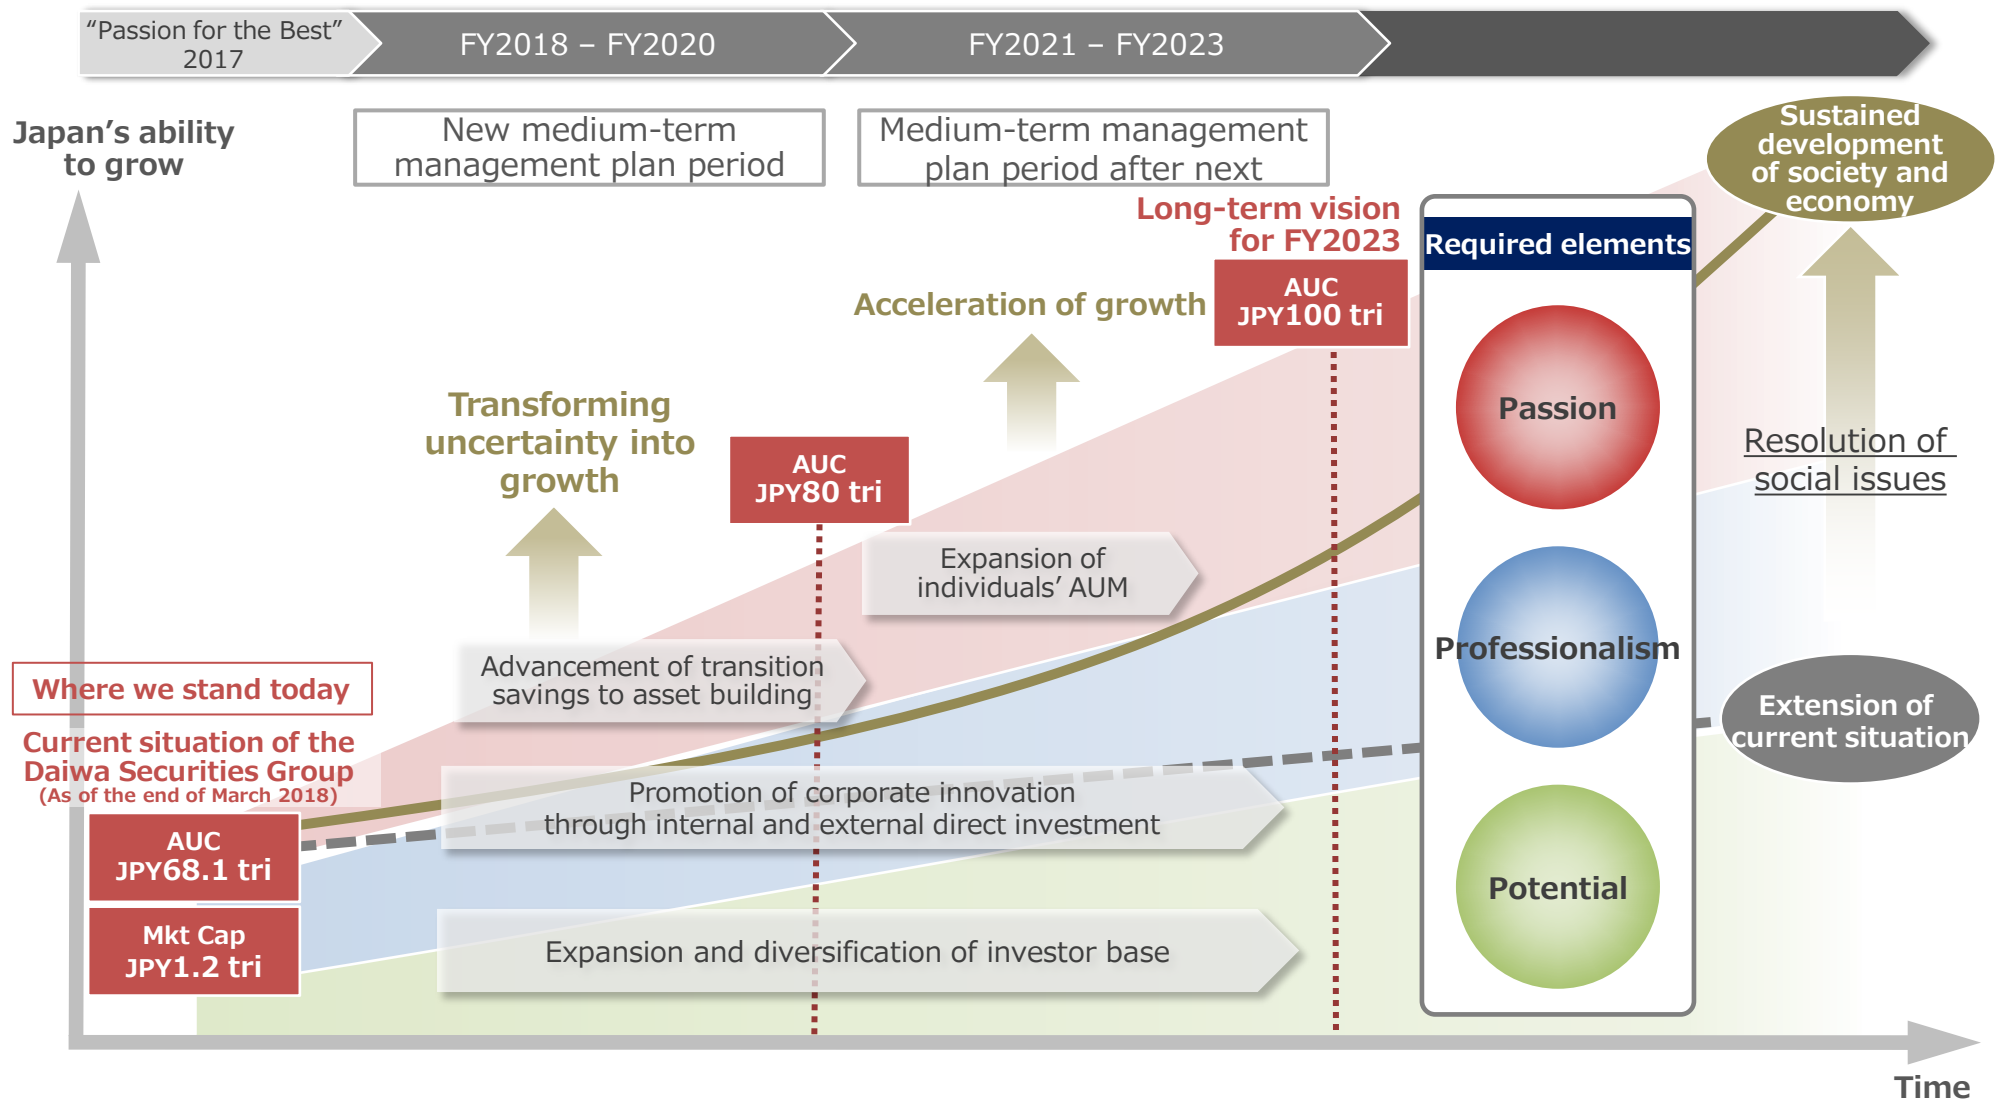 “Passion for the Best”
2017
FY2018 – FY2020
FY2021 – FY2023
Japan’s ability
to grow
New medium-term
management plan period
Medium-term management
plan period after next
Sustained
development
of society and
economy
Long-term vision
for FY2023
AUC
JPY100 tri
Required elements
Acceleration of growth
Transforming
uncertainty into
growth
AUC
JPY80 tri
Passion
Resolution of
social issues
Expansion of
individuals’ AUM
Advancement of transition
savings to asset building
Professionalism
Where we stand today
Current situation of the
Daiwa Securities Group
(As of the end of March 2018)
Extension of
current situation
Promotion of corporate innovation
through internal and external direct investment
AUC
JPY68.1 tri
Potential
Mkt Cap
JPY1.2 tri
Expansion and diversification of investor base
Time